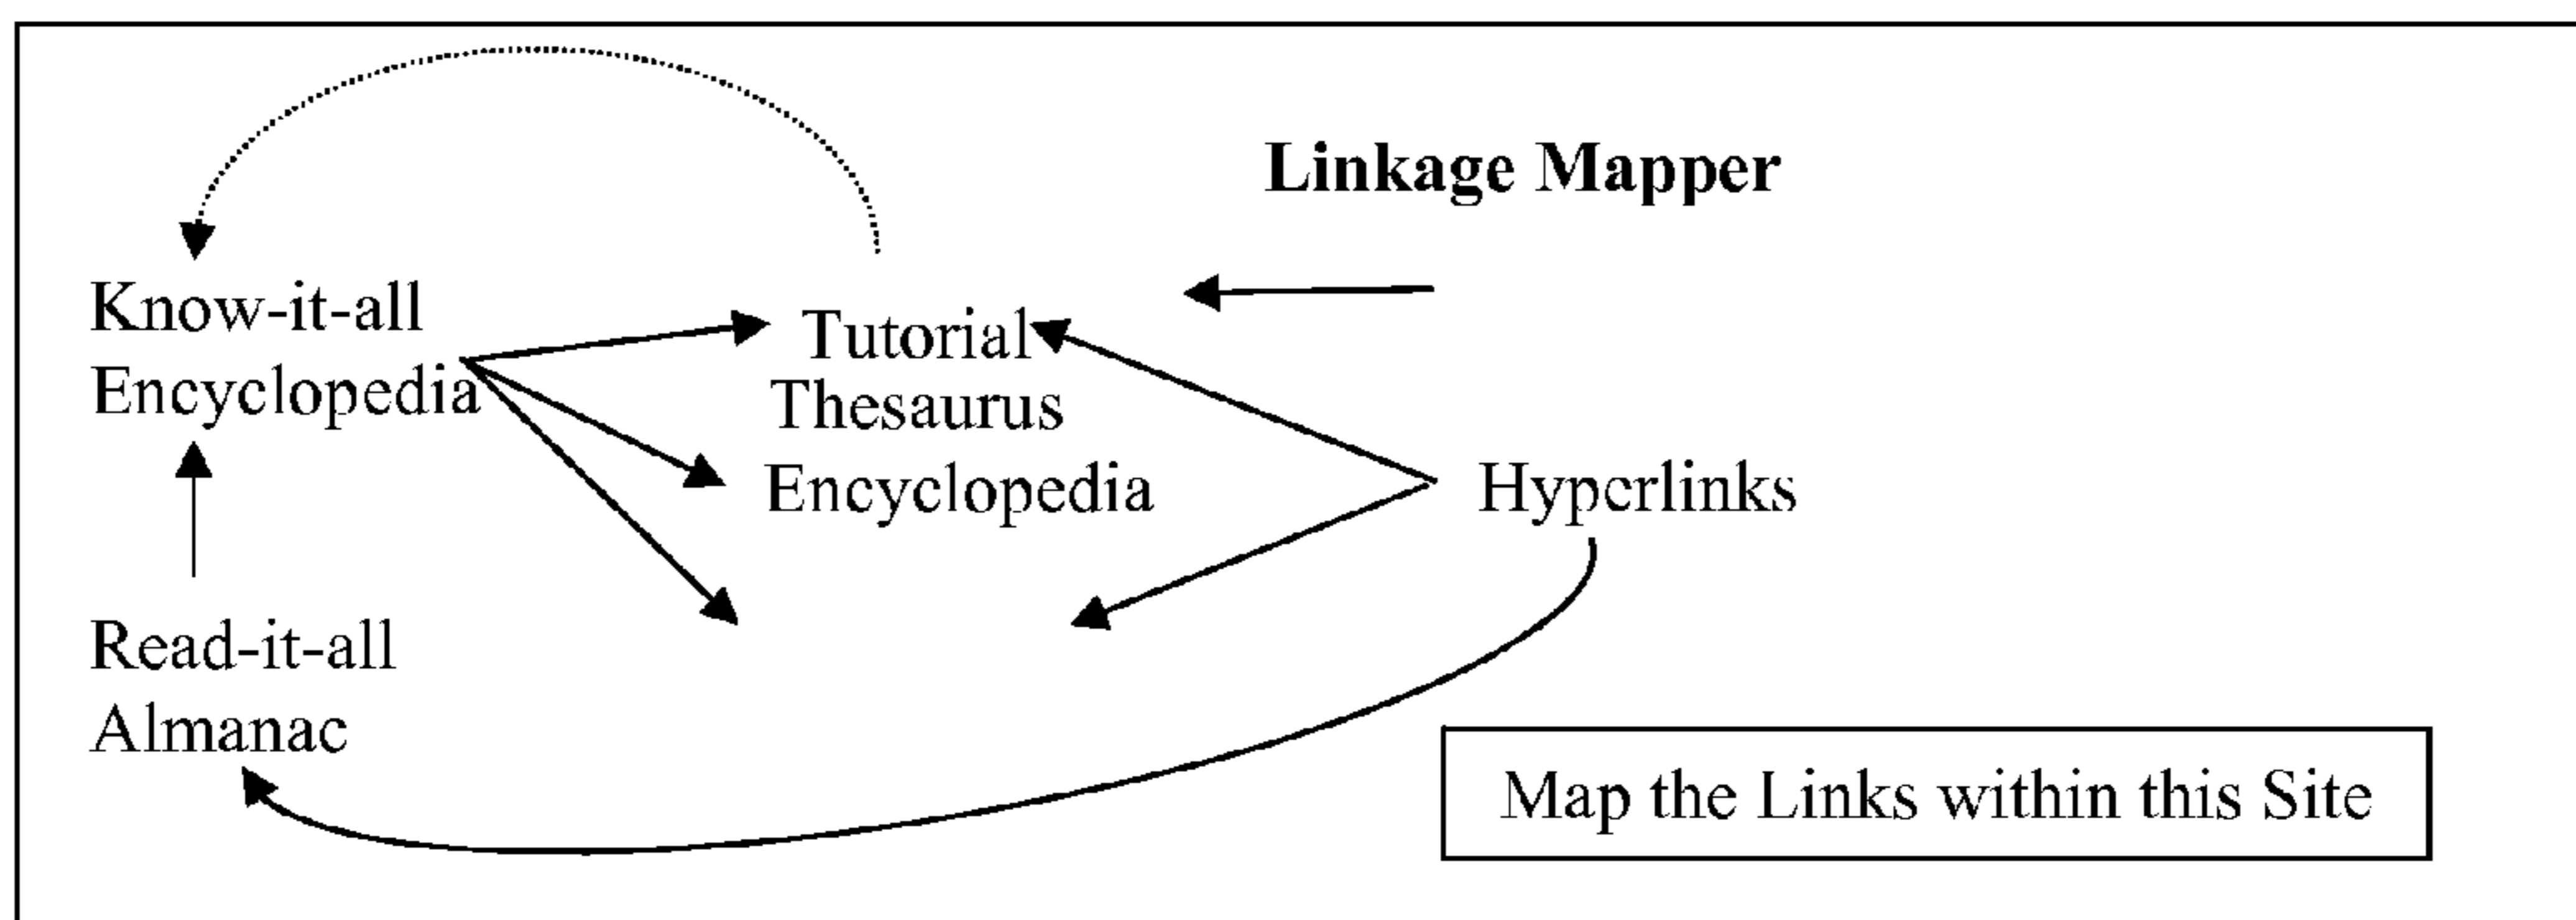 Linkage Mapper
Know-it-all
Encyclopedia
Tutorial
Thesaurus
Encyclopedia
Hyperlinks
Read-it-all
Almanac
Map the Links within this Site